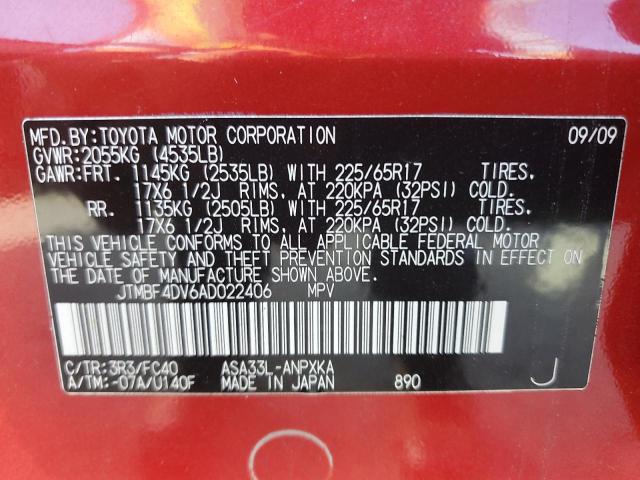 MFD.BY:TOYOTA MOTOR CORPORATION 09/09
GVWR:2055KG (4535LB)
GAWR:FRT. 1145KG (2535LB) WITH 225/65R17 TIRES.
17X6 1/2J RIMS, AT 220KPA (32PSI) COLD.
RR. 1135KG (2505LB) WITH 225/65R17 TIRES.
17X6 1/2J RIMS, AT 220KPA (32PSI) COLD.
THIS VEHICLE CONFORMS TO ALL APPLICABLE FEDERAL MOTOR
VEHICLE SAFETY AND THEFT PREVENTION STANDARDS IN EFFECT ON
THE DATE OF MANUFACTURE SHOWN ABOVE.
JTMBF4DV6AD022406 MPV
C/TR:3R3/FC40 ASA33L-ANPXKA
A/TM:-07A/U140F MADE IN JAPAN 890 J